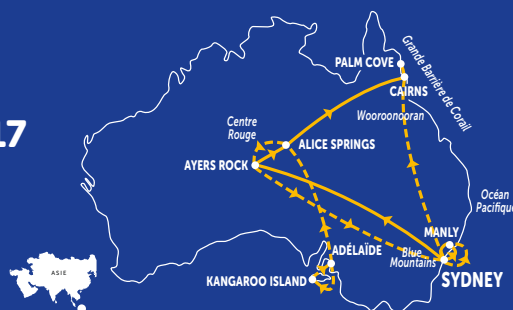 PALM COVE
Grande Barrière de Corail
CAIRNS
Wooroonooran
Centre
Rouge
17
ALICE SPRINGS
AYERS ROCK
Océan
Pacifique
MANLY
ADÉLAÏDE
Blue
Mountains
ASIE
KANGAROO ISLAND
SYDNEY